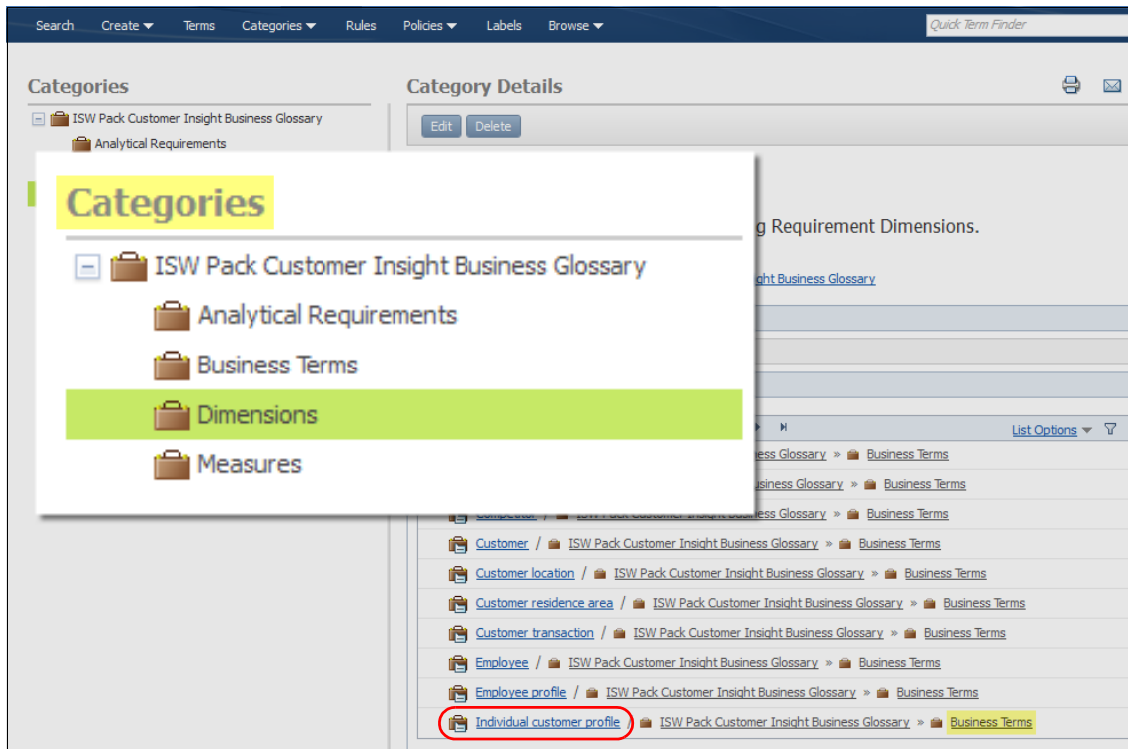 Search Create Terms Categories Rules Policies Labels Browse Quick Term Finder
Categories
ISW Pack Customer Insight Business Glossary
Analytical Requirements
Categories
ISW Pack Customer Insight Business Glossary
Analytical Requirements
Business Terms
Dimensions
Measures
Category Details
Edit Delete
g Requirement Dimensions.
ght Business Glossary
List Options
ess Glossary » Business Terms
usiness Glossary » Business Terms
Competitor / ISW Pack Customer Insight Business Glossary » Business Terms
Customer / ISW Pack Customer Insight Business Glossary » Business Terms
Customer location / ISW Pack Customer Insight Business Glossary » Business Terms
Customer residence area / ISW Pack Customer Insight Business Glossary » Business Terms
Customer transaction / ISW Pack Customer Insight Business Glossary » Business Terms
Employee / ISW Pack Customer Insight Business Glossary » Business Terms
Employee profile / ISW Pack Customer Insight Business Glossary » Business Terms
Individual customer profile / ISW Pack Customer Insight Business Glossary » Business Terms